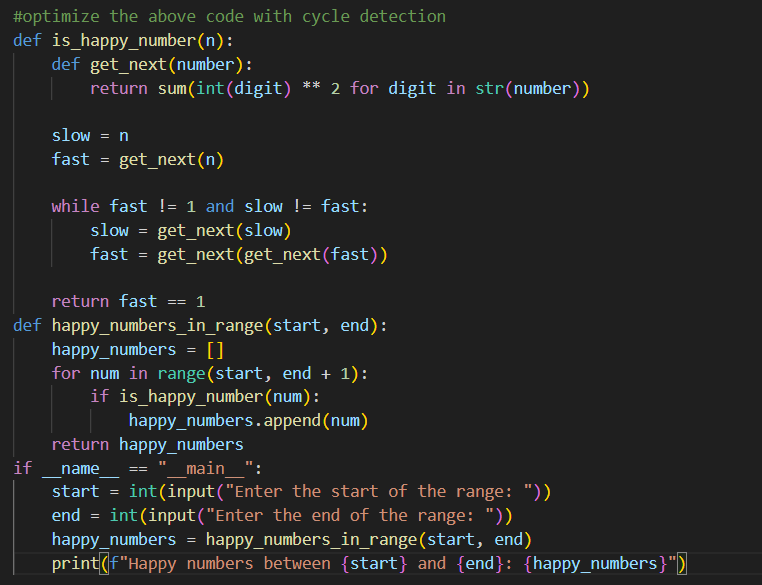 #optimize the above code with cycle detection
def is_happy_number(n):
    def get_next(number):
        return sum(int(digit) ** 2 for digit in str(number))

    slow = n
    fast = get_next(n)

    while fast != 1 and slow != fast:
        slow = get_next(slow)
        fast = get_next(get_next(fast))

    return fast == 1
def happy_numbers_in_range(start, end):
    happy_numbers = []
    for num in range(start, end + 1):
        if is_happy_number(num):
            happy_numbers.append(num)
    return happy_numbers
if __name__ == "__main__":
    start = int(input("Enter the start of the range: "))
    end = int(input("Enter the end of the range: "))
    happy_numbers = happy_numbers_in_range(start, end)
    print(f"Happy numbers between {start} and {end}: {happy_numbers}")